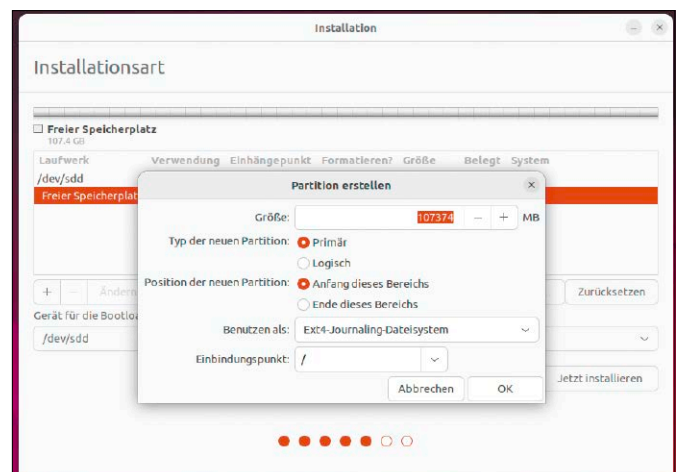 Installation
Installationsart
Freier Speicherplatz
107.4 GB
Laufwerk Verwendung Einhängepunkt Formatieren? Größe Belegt System
/dev/sdd
Freier Speicherplat
Partition erstellen
Größe: 107374 − + MB
Typ der neuen Partition: Primär
Logisch
Position der neuen Partition: Anfang dieses Bereichs
Ende dieses Bereichs
Benutzen als: Ext4-Journaling-Dateisystem
Einbindungspunkt: /
Abbrechen OK
+ − Ändern Zurücksetzen
Gerät für die Bootlo
/dev/sdd
Jetzt installieren